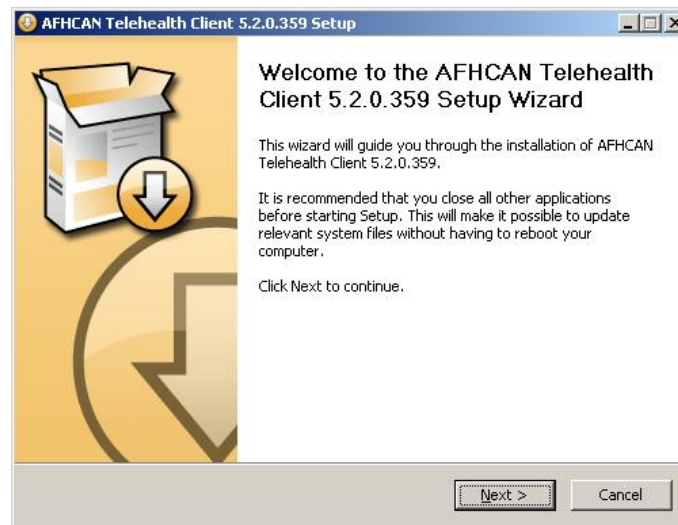 AFHCAN Telehealth Client 5.2.0.359 Setup
Welcome to the AFHCAN Telehealth
Client 5.2.0.359 Setup Wizard
This wizard will guide you through the installation of AFHCAN
Telehealth Client 5.2.0.359.
It is recommended that you close all other applications
before starting Setup. This will make it possible to update
relevant system files without having to reboot your
computer.
Click Next to continue.
Next >
Cancel